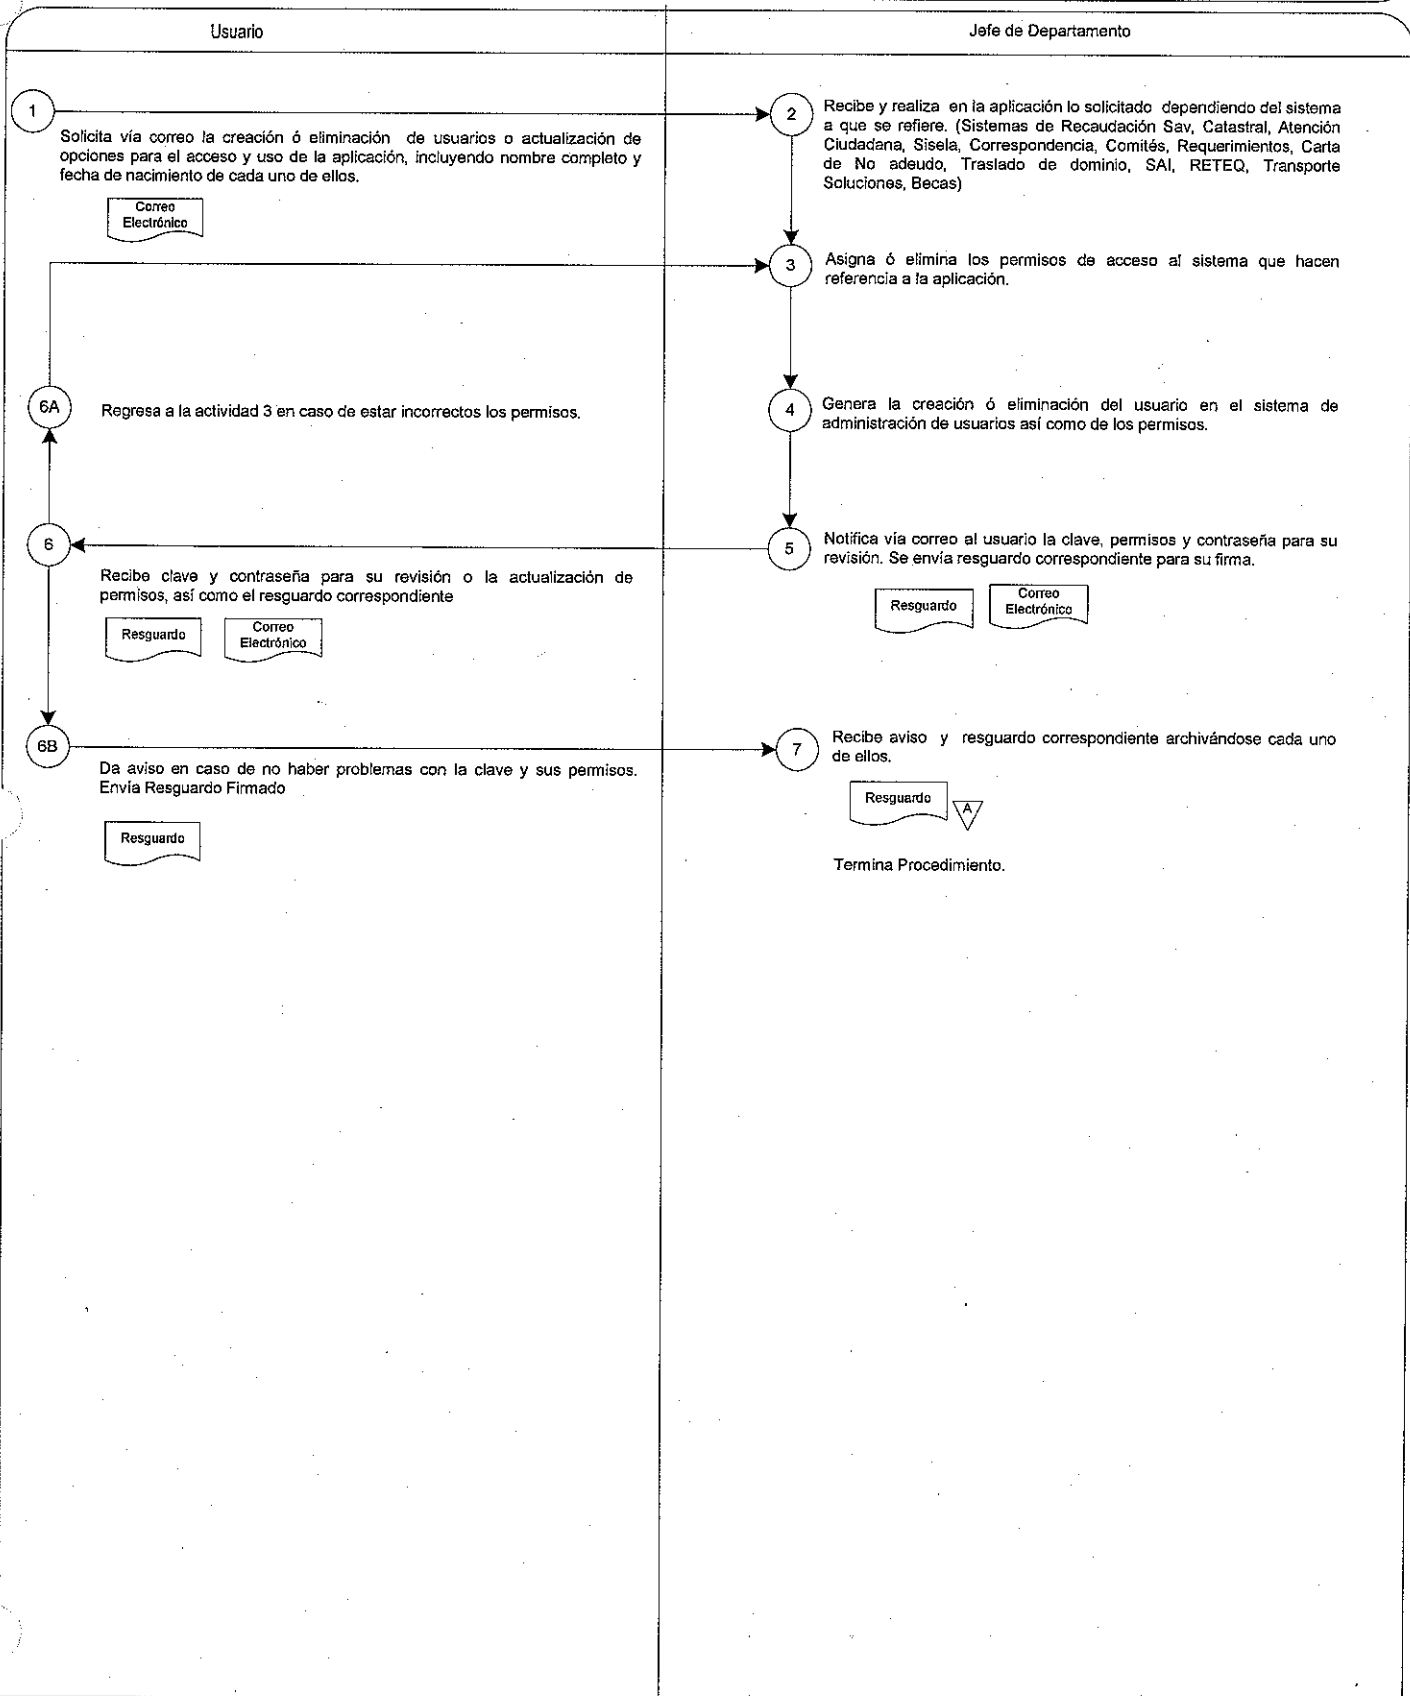 Usuario
Jefe de Departamento
1
Solicita vía correo la creación ó eliminación de usuarios o actualización de
opciones para el acceso y uso de la aplicación, incluyendo nombre completo y
fecha de nacimiento de cada uno de ellos.
Correo
Electrónico
2
Recibe y realiza en la aplicación lo solicitado dependiendo del sistema
a que se refiere. (Sistemas de Recaudación Sav, Catastral, Atención
Ciudadana, Sisela, Correspondencia, Comités, Requerimientos, Carta
de No adeudo, Traslado de dominio, SAI, RETEQ, Transporte
Soluciones, Becas)
3
Asigna ó elimina los permisos de acceso al sistema que hacen
referencia a la aplicación.
6A
Regresa a la actividad 3 en caso de estar incorrectos los permisos.
4
Genera la creación ó eliminación del usuario en el sistema de
administración de usuarios así como de los permisos.
6
Recibe clave y contraseña para su revisión o la actualización de
permisos, así como el resguardo correspondiente
Resguardo
Correo
Electrónico
5
Notifica vía correo al usuario la clave, permisos y contraseña para su
revisión. Se envía resguardo correspondiente para su firma.
Resguardo
Correo
Electrónico
6B
Da aviso en caso de no haber problemas con la clave y sus permisos.
Envía Resguardo Firmado
Resguardo
7
Recibe aviso y resguardo correspondiente archivándose cada uno
de ellos.
Resguardo
A
Termina Procedimiento.